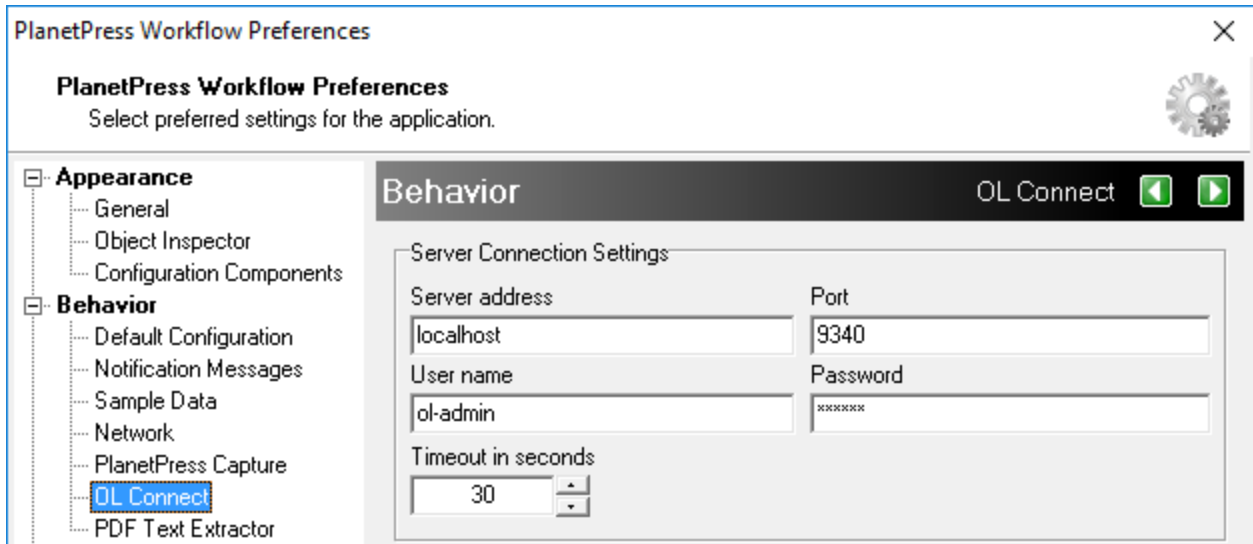 PlanetPress Workflow Preferences
PlanetPress Workflow Preferences
Select preferred settings for the application.
Appearance
General
Object Inspector
Configuration Components
Behavior
Default Configuration
Notification Messages
Sample Data
Network
PlanetPress Capture
OL Connect
PDF Text Extractor
Behavior OL Connect
Server Connection Settings
Server address Port
localhost 9340
User name Password
ol-admin ××××××
Timeout in seconds
30